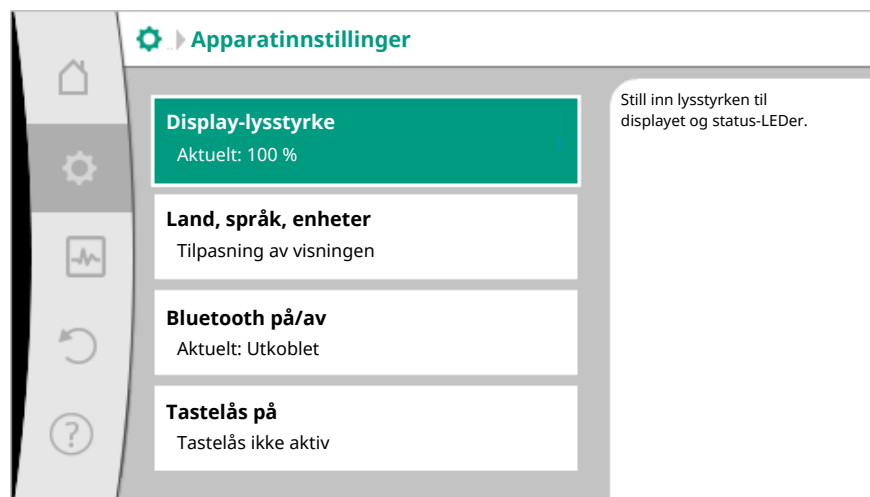 Apparatinnstillinger
Display-lysstyrke
Aktuelt: 100 %
Land, språk, enheter
Tilpasning av visningen
Bluetooth på/av
Aktuelt: Utkoblet
Tastelås på
Tastelås ikke aktiv
Still inn lysstyrken til
displayet og status-LEDer.
?